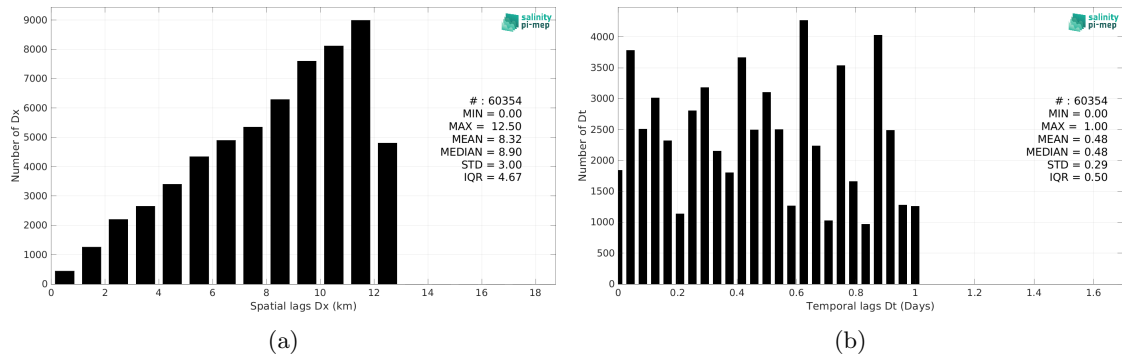 salinity
pi-mep
9000
8000
7000
6000
5000
4000
3000
2000
1000
0
Number of Dx
# : 60354
MIN = 0.00
MAX = 12.50
MEAN = 8.32
MEDIAN = 8.90
STD = 3.00
IQR = 4.67
0 2 4 6 8 10 12 14 16 18
Spatial lags Dx (km)
(a)
salinity
pi-mep
4000
3500
3000
2500
2000
1500
1000
500
0
Number of Dt
# : 60354
MIN = 0.00
MAX = 1.00
MEAN = 0.48
MEDIAN = 0.48
STD = 0.29
IQR = 0.50
0 0.2 0.4 0.6 0.8 1 1.2 1.4 1.6
Temporal lags Dt (Days)
(b)